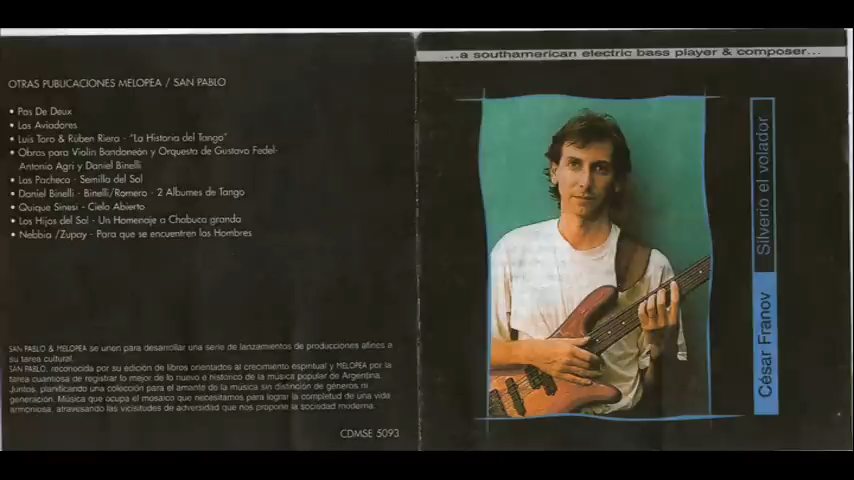 OTRAS PUBLICACIONES MELOPEA / SAN PABLO
• Pas De Deux
• Los Aviadores
• Luis Toro & Rúben Riera - "La Historia del Tango"
• Obras para Violín Bandoneón y Orquesta de Gustavo Fedel-
Antonio Agri y Daniel Binelli
• Las Pacheco - Semilla del Sol
• Daniel Binelli - Binelli/Romero - 2 Albumes de Tango
• Quique Sinesi - Cielo Abierto
• Los Hijos del Sol - Un Homenaje a Chabuca granda
• Nebbia /Zupay - Para que se encuentren los Hombres
SAN PABLO & MELOPEA se unen para desarrollar una serie de lanzamientos de producciones afines a
su tarea cultural.
SAN PABLO, reconocida por su edición de libros orientados al crecimiento espiritual y MELOPEA por la
tarea cuantiosa de registrar lo mejor de lo nuevo e histórico de la música popular de Argentina.
Juntos, planificando una colección para el amante de la música sin distinción de géneros ni
generación. Música que ocupa el mosaico que necesitamos para lograr la completud de una vida
armoniosa, atravesando las vicisitudes de adversidad que nos propone la sociedad moderna.
CDMSE 5093
...a southamerican electric bass player & composer...
Silverio el volador
César Franov